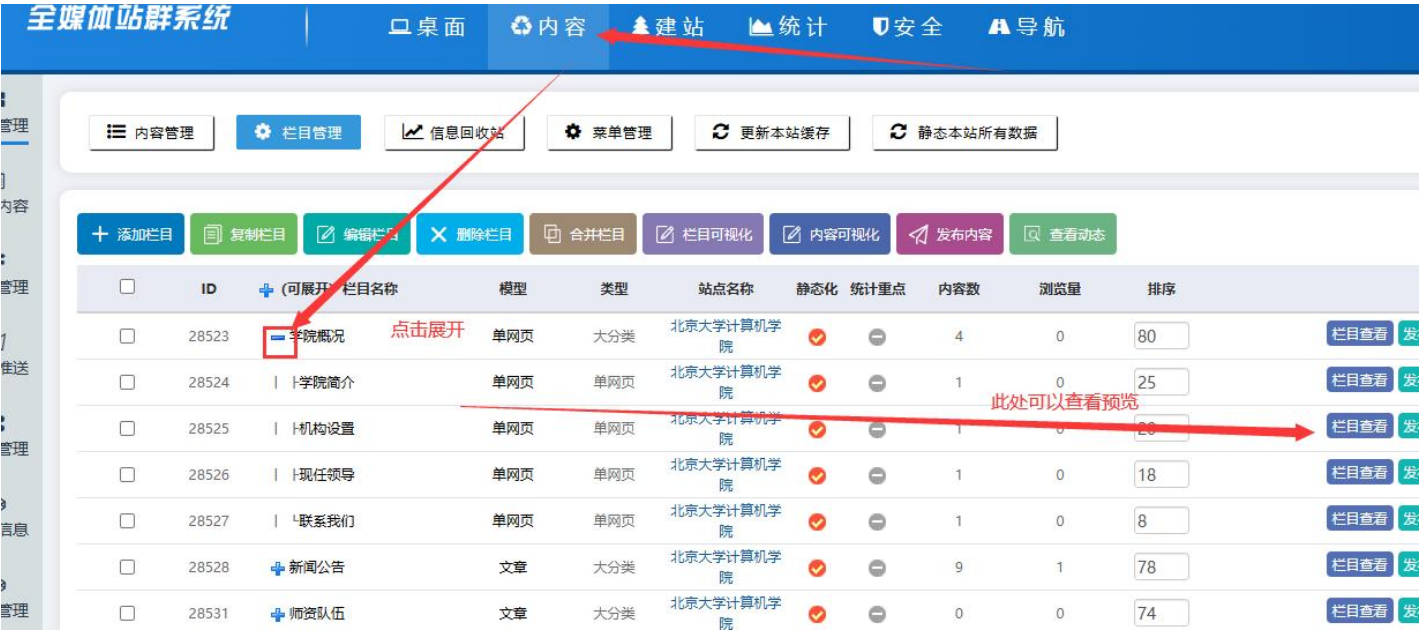 全媒体站群系统 桌面 内容 建站 统计 安全 导航
管理
内容管理 栏目管理 信息回收站 菜单管理 更新本站缓存 静态本站所有数据
内容
添加栏目 复制栏目 编辑栏目 删除栏目 合并栏目 栏目可视化 内容可视化 发布内容 查看动态
管理
ID (可展开) 栏目名称 模型 类型 站点名称 静态化 统计重点 内容数 浏览量 排序
28523 学院概况 点击展开 单网页 大分类 北京大学计算机学院 4 0 80 栏目查看
推送
28524 学院简介 单网页 单网页 北京大学计算机学院 1 0 25 栏目查看
此处可以查看预览
28525 机构设置 单网页 单网页 北京大学计算机学院 1 0 20 栏目查看
管理
28526 现任领导 单网页 单网页 北京大学计算机学院 1 0 18 栏目查看
28527 联系我们 单网页 单网页 北京大学计算机学院 1 0 8 栏目查看
信息
28528 新闻公告 文章 大分类 北京大学计算机学院 9 1 78 栏目查看
管理
28531 师资队伍 文章 大分类 北京大学计算机学院 0 0 74 栏目查看